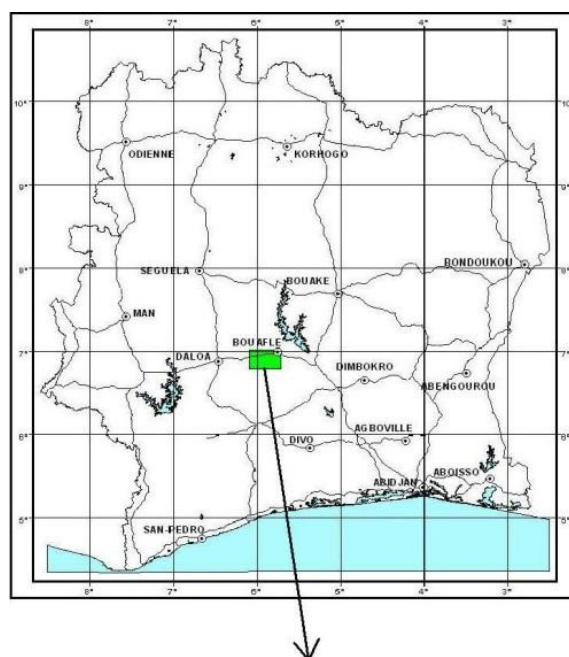 8° 7° 6° 5° 4° 3°
10°
ODIENNE
KORHOGO
9°
8°
BONDOUKOU
SEGUELA
BOUAKE
MAN
BOUAFLE
7°
DALOA
DIMBOKRO
ABENGOUROU
6°
DIVO
AGBOVILLE
ABOISSO
ABIDJAN
5°
SAN-PEDRO
8° 7° 6° 5° 4° 3°